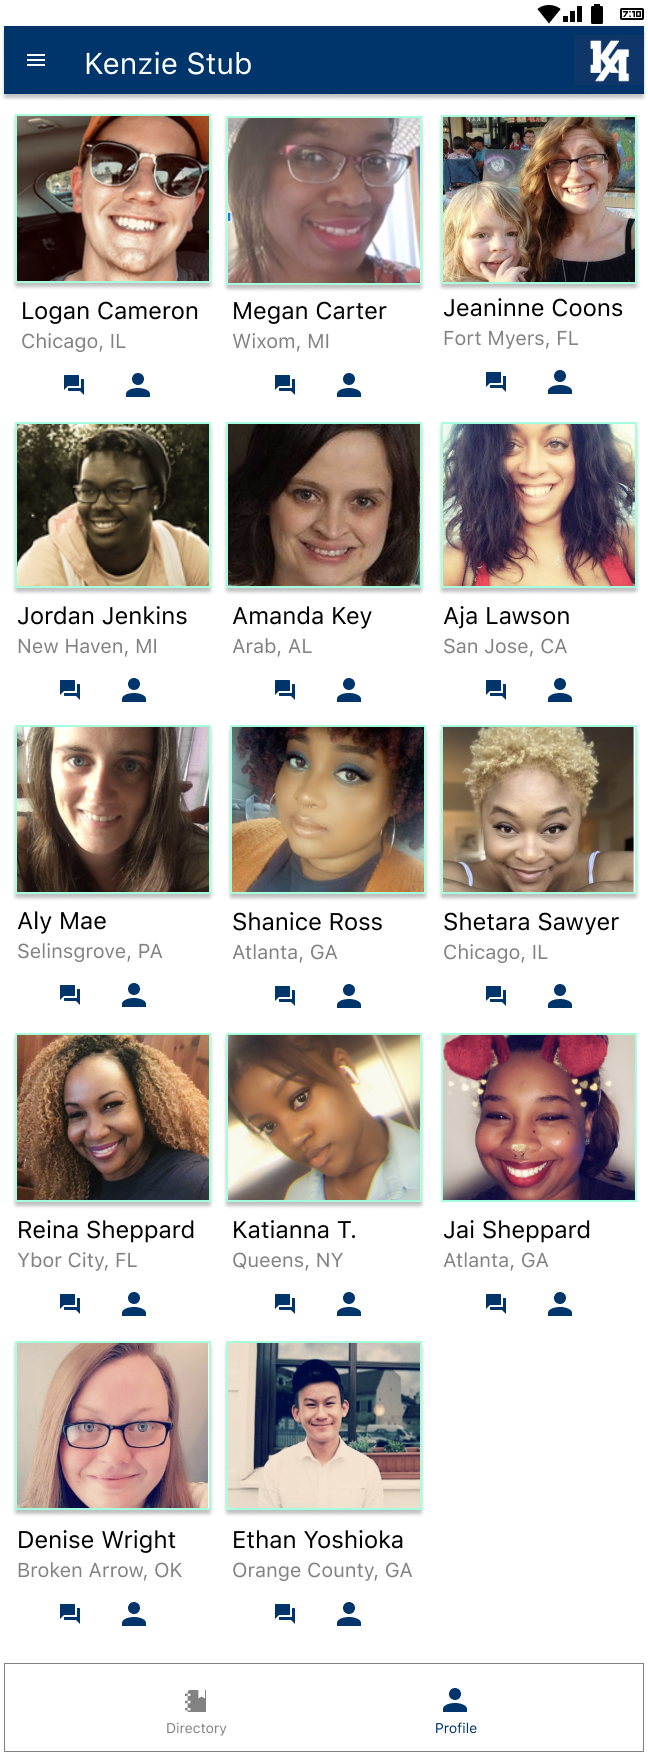 7:10
Kenzie Stub
KA
Logan Cameron
Chicago, IL
Megan Carter
Wixom, MI
Jeaninne Coons
Fort Myers, FL
Jordan Jenkins
New Haven, MI
Amanda Key
Arab, AL
Aja Lawson
San Jose, CA
Aly Mae
Selinsgrove, PA
Shanice Ross
Atlanta, GA
Shetara Sawyer
Chicago, IL
Reina Sheppard
Ybor City, FL
Katianna T.
Queens, NY
Jai Sheppard
Atlanta, GA
Denise Wright
Broken Arrow, OK
Ethan Yoshioka
Orange County, GA
Directory
Profile